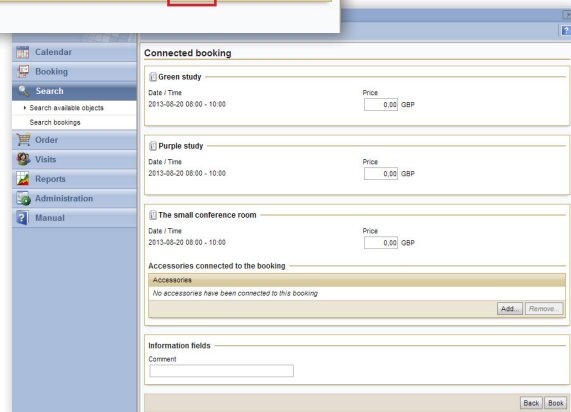 Calendar
Booking
Search
Search available objects
Search bookings
Order
Visits
Reports
Administration
Manual
Connected booking
Green study
Date / Time
Price
2013-08-20 08:00 - 10:00
0,00 GBP
Purple study
Date / Time
Price
2013-08-20 08:00 - 10:00
0,00 GBP
The small conference room
Date / Time
Price
2013-08-20 08:00 - 10:00
0,00 GBP
Accessories connected to the booking
Accessories
No accessories have been connected to this booking
Add... Remove...
Information fields
Comment
Back Book